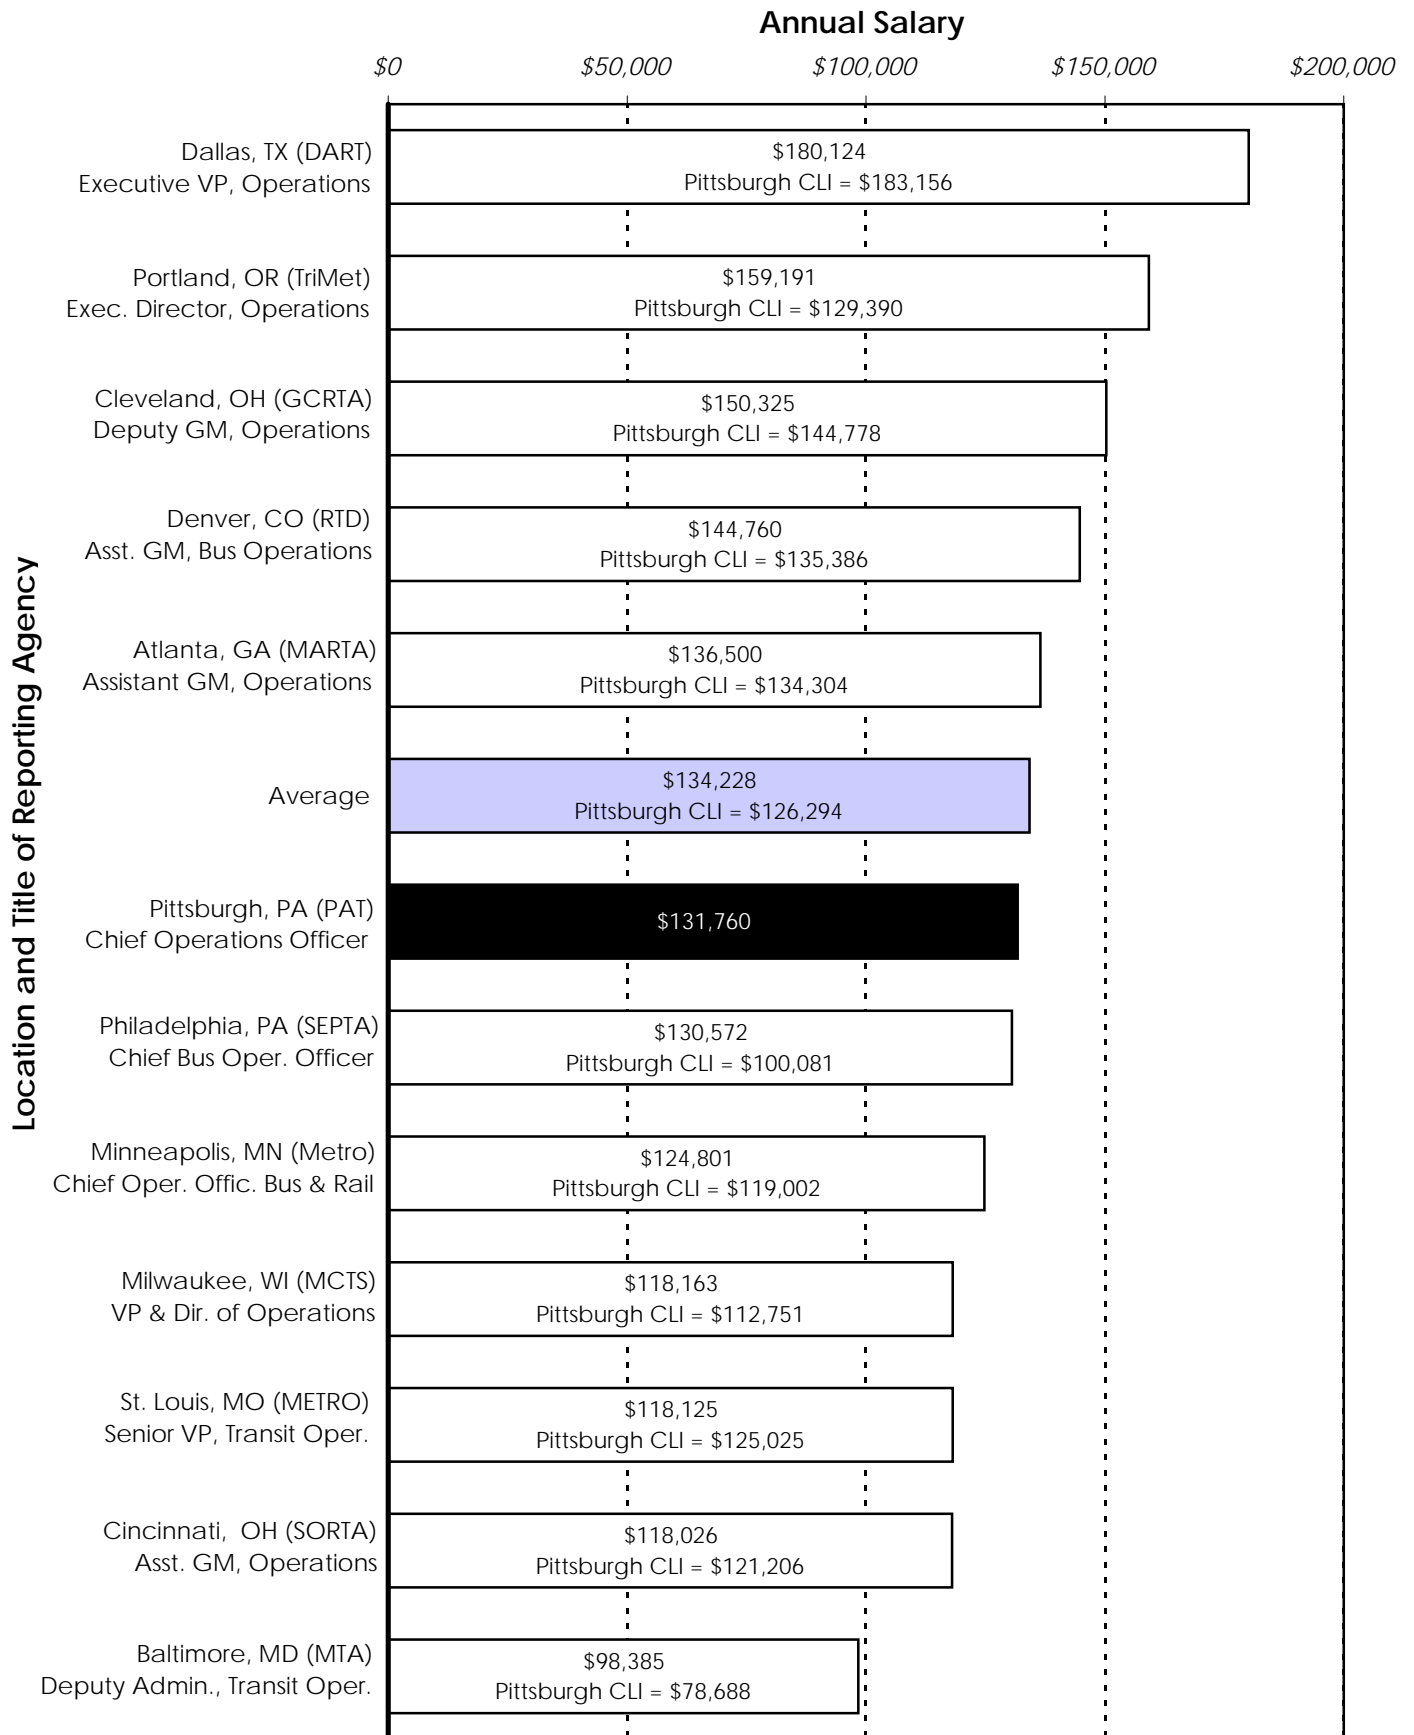 Annual Salary
$0 $50,000 $100,000 $150,000 $200,000
Location and Title of Reporting Agency
Dallas, TX (DART)
Executive VP, Operations
$180,124
Pittsburgh CLI = $183,156
Portland, OR (TriMet)
Exec. Director, Operations
$159,191
Pittsburgh CLI = $129,390
Cleveland, OH (GCRTA)
Deputy GM, Operations
$150,325
Pittsburgh CLI = $144,778
Denver, CO (RTD)
Asst. GM, Bus Operations
$144,760
Pittsburgh CLI = $135,386
Atlanta, GA (MARTA)
Assistant GM, Operations
$136,500
Pittsburgh CLI = $134,304
Average
$134,228
Pittsburgh CLI = $126,294
Pittsburgh, PA (PAT)
Chief Operations Officer
$131,760
Philadelphia, PA (SEPTA)
Chief Bus Oper. Officer
$130,572
Pittsburgh CLI = $100,081
Minneapolis, MN (Metro)
Chief Oper. Offic. Bus & Rail
$124,801
Pittsburgh CLI = $119,002
Milwaukee, WI (MCTS)
VP & Dir. of Operations
$118,163
Pittsburgh CLI = $112,751
St. Louis, MO (METRO)
Senior VP, Transit Oper.
$118,125
Pittsburgh CLI = $125,025
Cincinnati, OH (SORTA)
Asst. GM, Operations
$118,026
Pittsburgh CLI = $121,206
Baltimore, MD (MTA)
Deputy Admin., Transit Oper.
$98,385
Pittsburgh CLI = $78,688